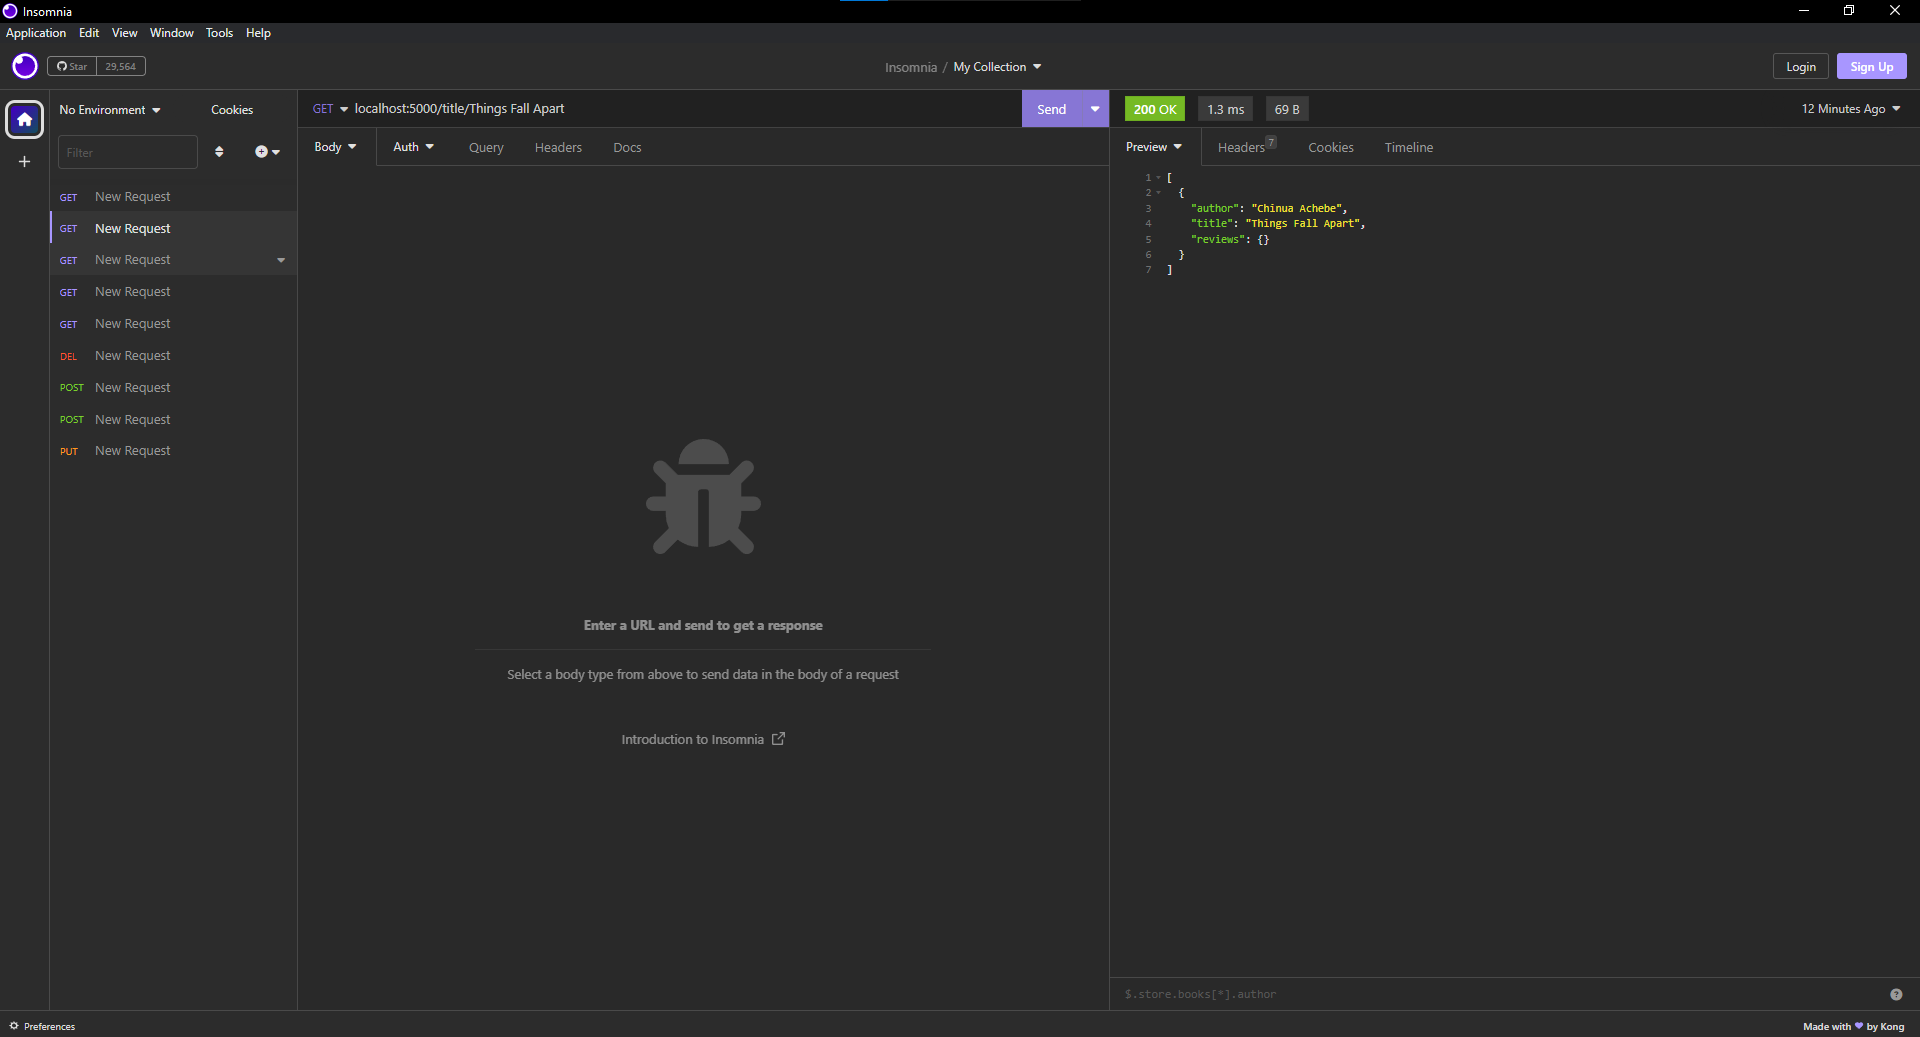 Insomnia
Application Edit View Window Tools Help
Star 29,564
Insomnia / My Collection
Login Sign Up
No Environment Cookies
Filter
GET New Request
GET New Request
GET New Request
GET New Request
GET New Request
DEL New Request
POST New Request
POST New Request
PUT New Request
GET localhost:5000/title/Things Fall Apart
Send
Body Auth Query Headers Docs
Enter a URL and send to get a response
Select a body type from above to send data in the body of a request
Introduction to Insomnia
200 OK 1.3 ms 69 B 12 Minutes Ago
Preview Headers 7 Cookies Timeline
1 [
2 {
3 "author": "Chinua Achebe",
4 "title": "Things Fall Apart",
5 "reviews": {}
6 }
7 ]
$.store.books[*].author
Preferences
Made with ♥ by Kong